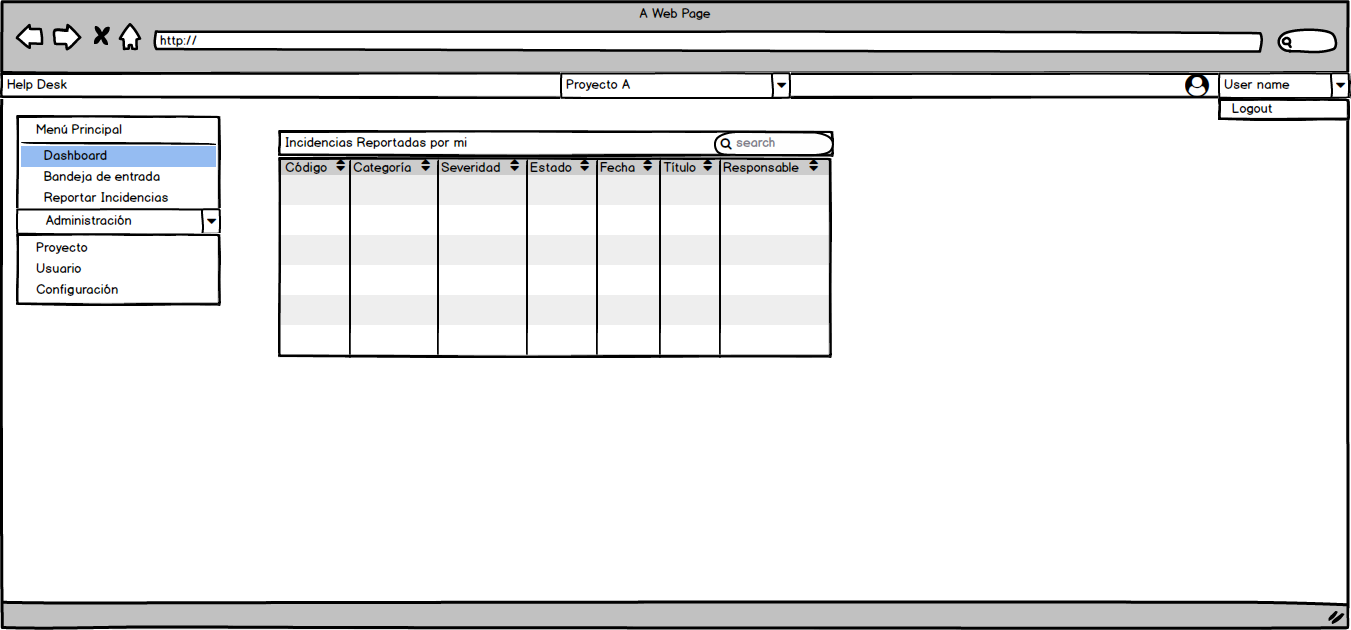 A Web Page
http://
Help Desk
Proyecto A
User name
Logout
Menú Principal
Dashboard
Bandeja de entrada
Reportar Incidencias
Administración
Proyecto
Usuario
Configuración
Incidencias Reportadas por mi
search
Código Categoría Severidad Estado Fecha Título Responsable